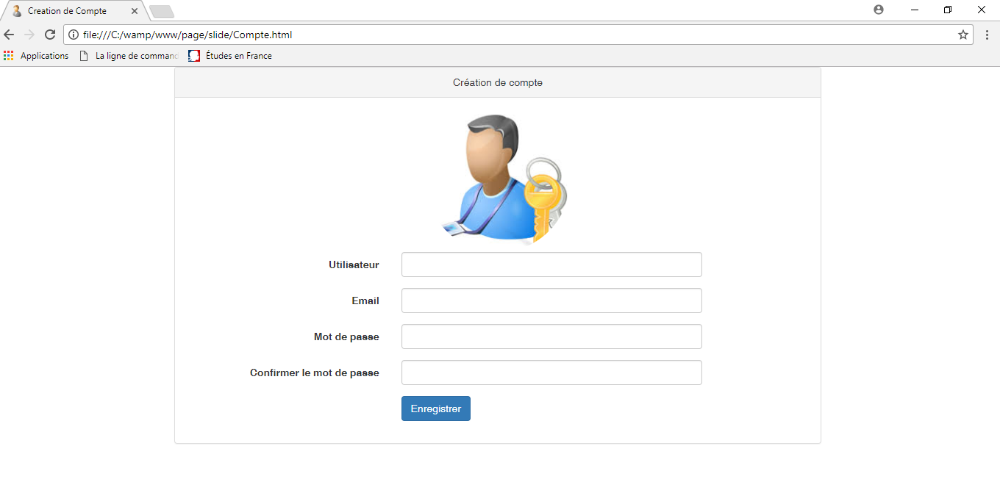 Creation de Compte
file:///C:/wamp/www/page/slide/Compte.html
Applications La ligne de command Études en France
Création de compte
Utilisateur
Email
Mot de passe
Confirmer le mot de passe
Enregistrer